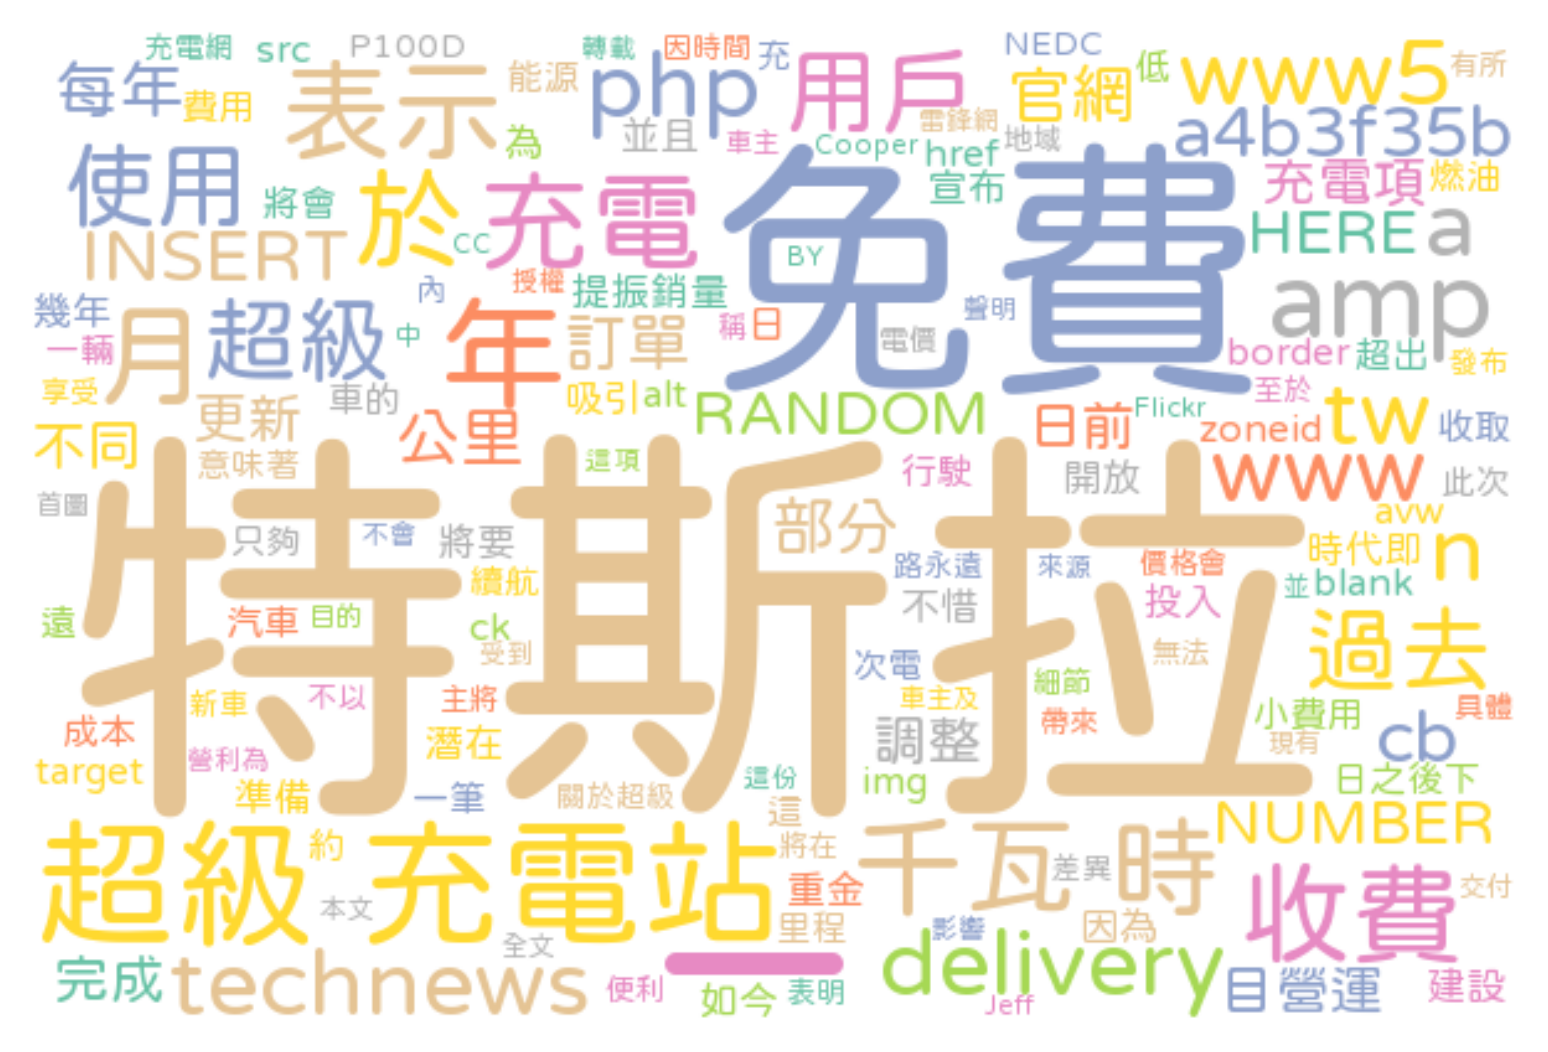 充電網 src P100D 轉載 因時間 充 NEDC
每年 費用 表示 能源 php 用戶 官網 低 www5 有所
並且 車主 雷鋒網 地域 a4b3f35b
為 Cooper href
使用 將會 於 充電 免費 宣布 充電項 燃油
INSERT CC BY HERE a
內 授權 提振銷量 聲明 amp
幾年 月 超級 中 年 訂單 稱 日 電價
一輛 border 超出 發布
享受 車的 吸引 alt 至於
更新 公里 RANDOM 日前 Flickr zoneid tw 收取
不同 意味著 這項 行駛 開放 www 此次
首圖 特斯拉 部分 avw
只夠 不會 將要 時代即 n
續航 路永遠 來源 價格會 並 blank
遠 汽車 目的 ck 不惜 投入
受到 次電 無法 過去
新車 不以 主將 車主及 細節 小費用 具體
成本 潛在 調整 帶來 現有 cb
target 營利為 這份 img 日之後下
準備 一筆 關於超級 這 NUMBER
超級 約 充電站 將在 千瓦時
本文 重金 差異 收費 交付
全文 里程 影響 因為
完成 technews 一 delivery
便利 如今 表明 Jeff 目 營運 建設